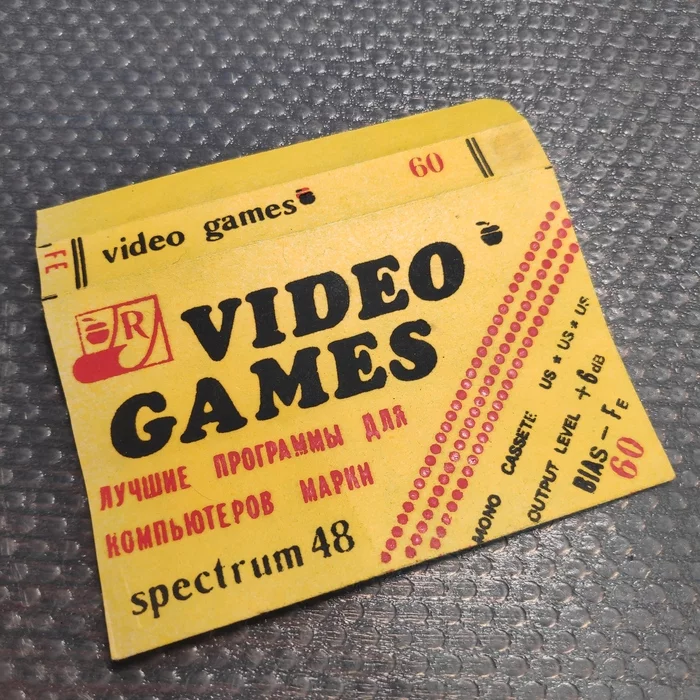 FE
video games
60
R
VIDEO
GAMES
ЛУЧШИЕ ПРОГРАММЫ ДЛЯ
КОМПЬЮТЕРОВ МАРКИ
spectrum 48
MONO CASSETE US * US * US
OUTPUT LEVEL +6dB
BIAS - FE
60